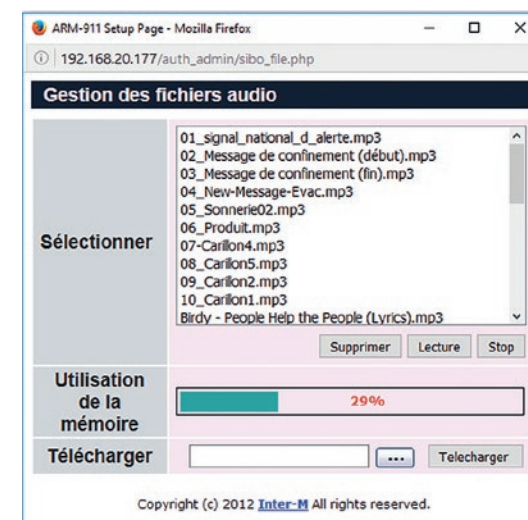 ARM-911 Setup Page - Mozilla Firefox
192.168.20.177/auth_admin/sibo_file.php
Gestion des fichiers audio
Sélectionner
01_signal_national_d_alerte.mp3
02_Message de confinement (début).mp3
03_Message de confinement (fin).mp3
04_New-Message-Evac.mp3
05_Sonnerie02.mp3
06_Produit.mp3
07-Carillon4.mp3
08_Carillon5.mp3
09_Carillon2.mp3
10_Carillon1.mp3
Birdy - People Help the People (Lyrics).mp3
Supprimer Lecture Stop
Utilisation
de la
mémoire
29%
Télécharger ... Telecharger
Copyright (c) 2012 Inter-M All rights reserved.